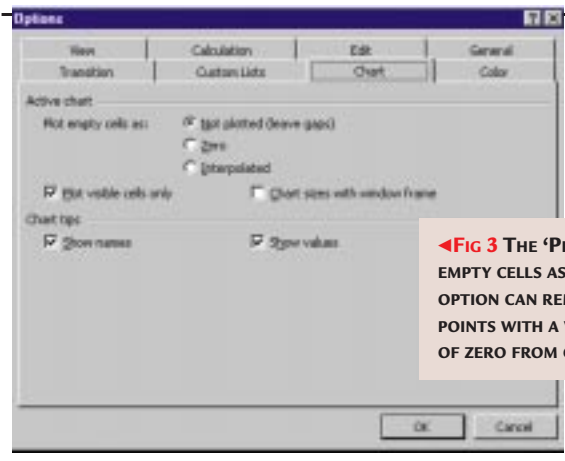 Options
View Calculation Edit General
Transition Custom Lists Chart Color
Active chart
Plot empty cells as: Not plotted (leave gaps)
Zero
Interpolated
Plot visible cells only Chart sizes with window frame
Chart tips
Show names Show values
◄FIG 3 THE ‘P
EMPTY CELLS AS
OPTION CAN
POINTS WITH A
OF ZERO FROM
OK Cancel